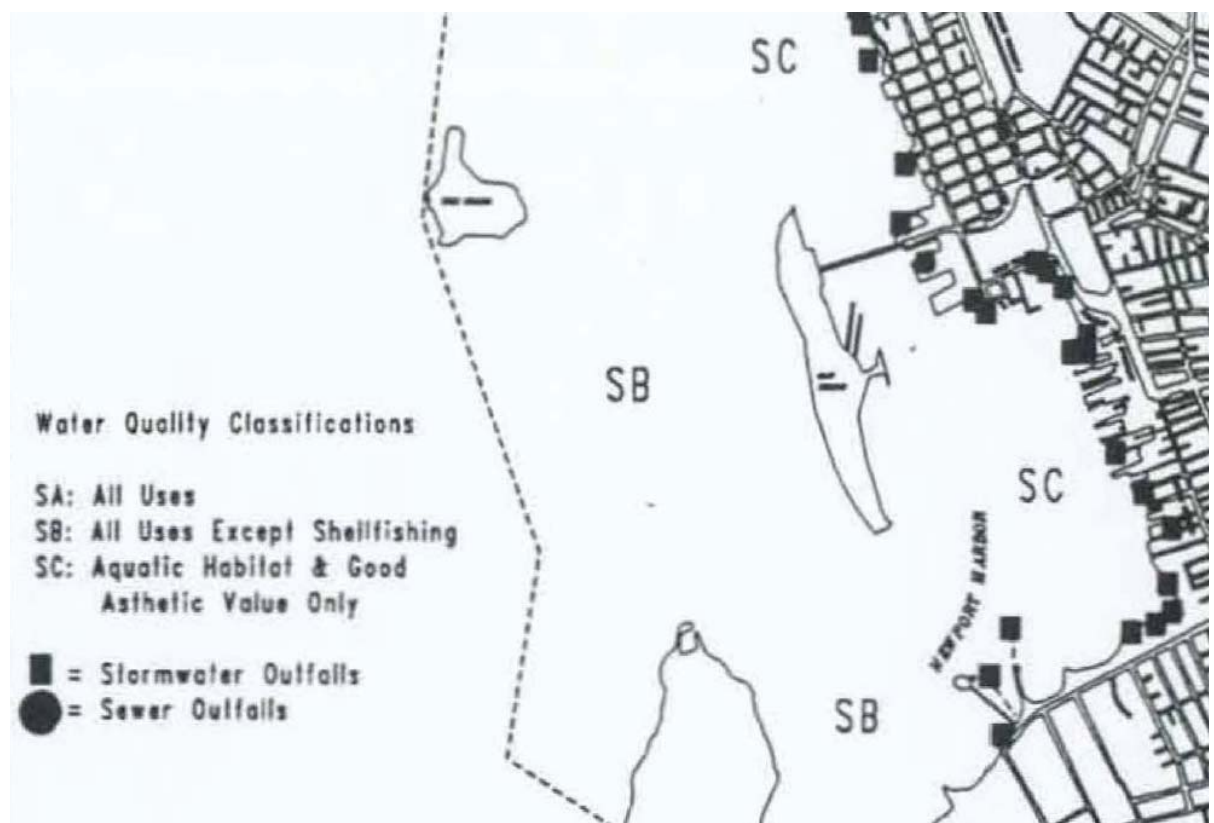 SC
SB
Water Quality Classifications
SA: All Uses
SB: All Uses Except Shellfishing
SC: Aquatic Habitat & Good
Asthetic Value Only
SC
NEWPORT HARBOR
= Stormwater Outfalls
= Sewer Outfalls
SB